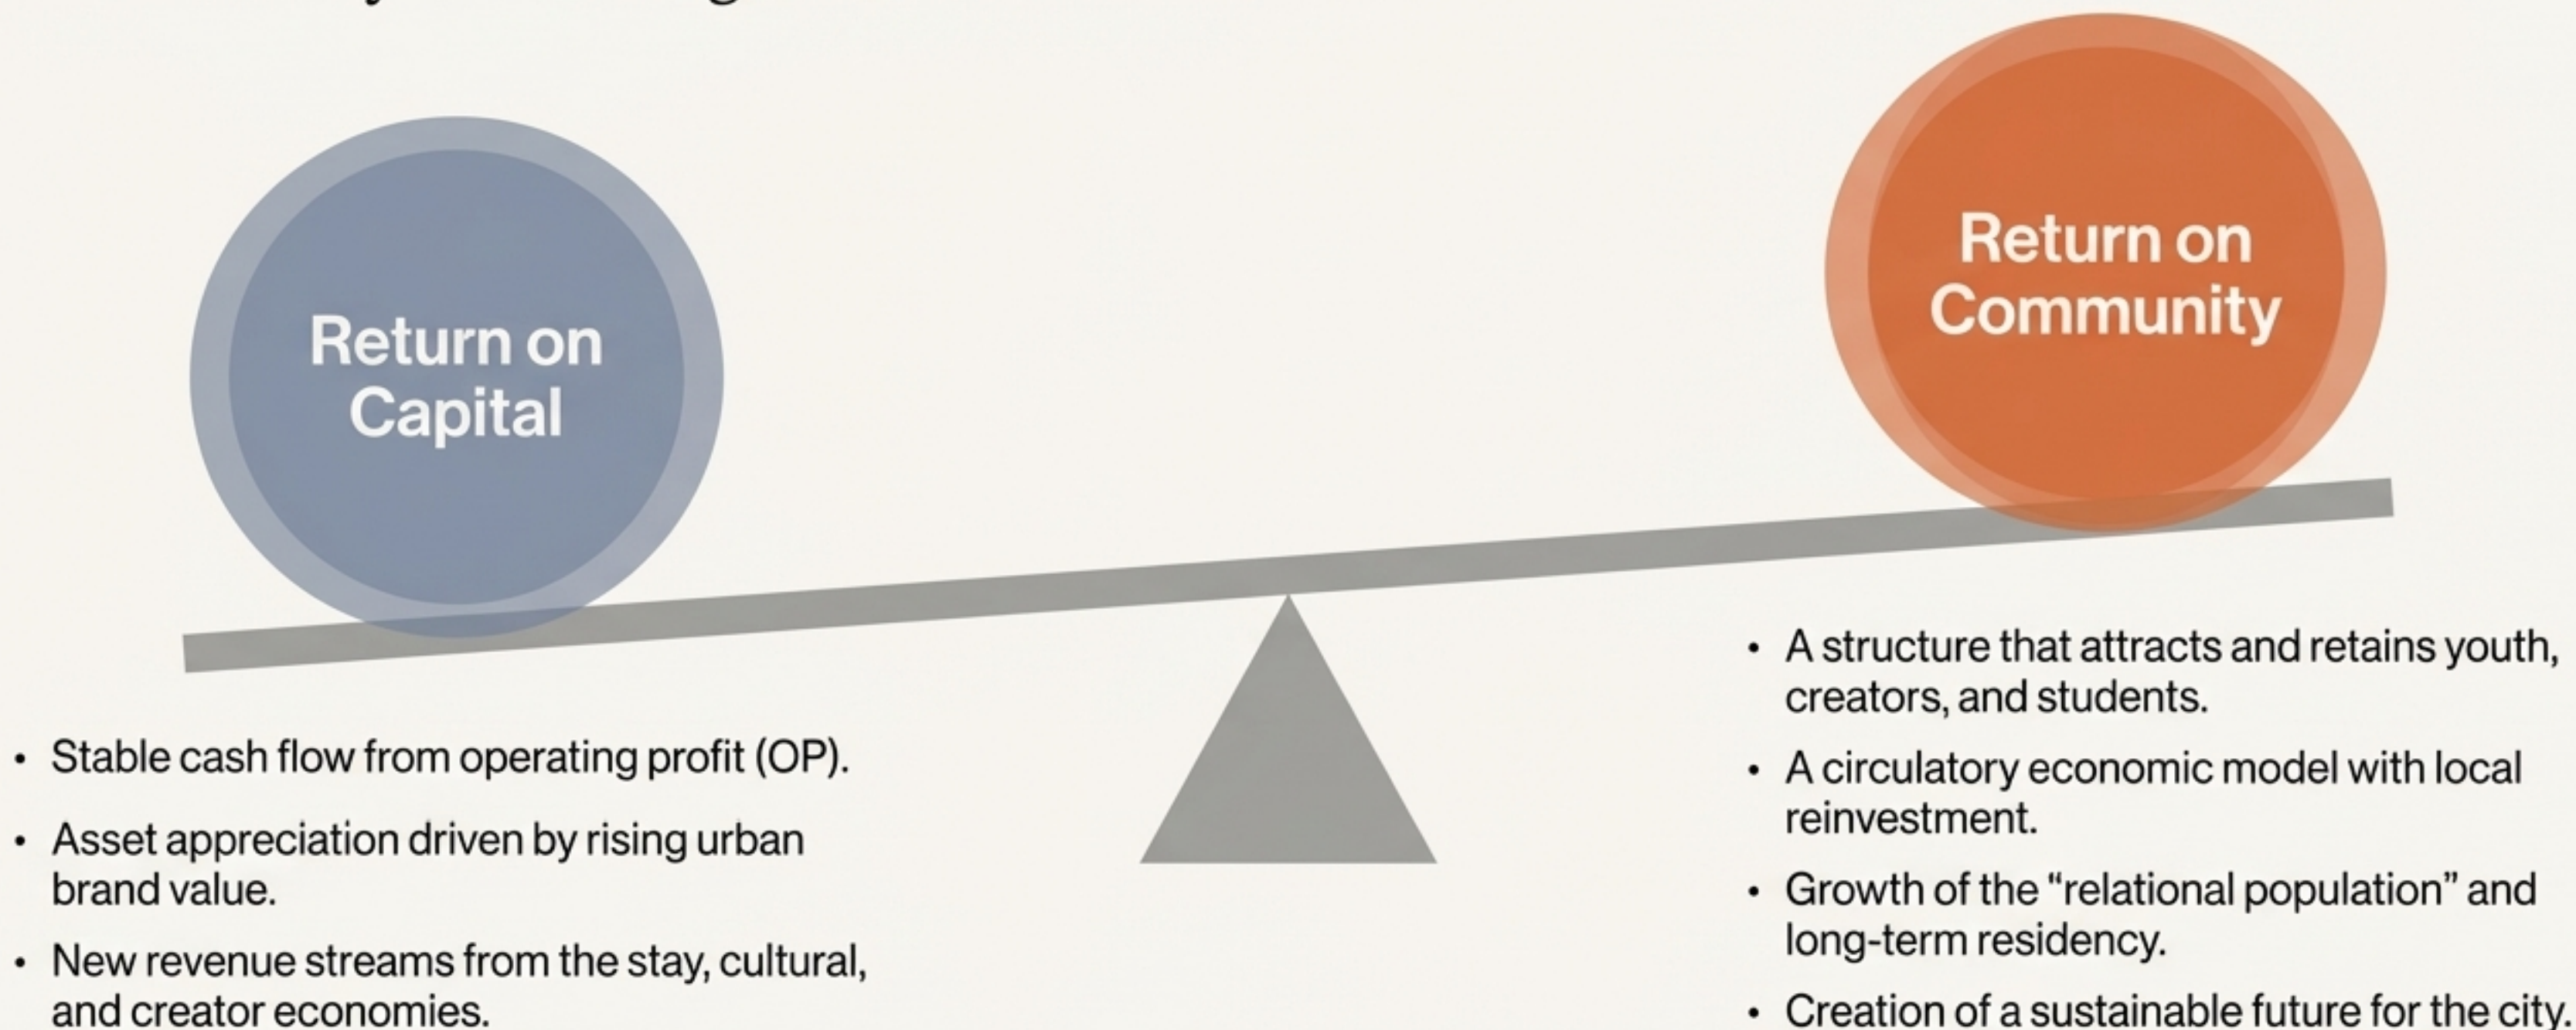 Return on
Capital
Return on
Community
• Stable cash flow from operating profit (OP).
• Asset appreciation driven by rising urban
brand value.
• New revenue streams from the stay, cultural,
and creator economies.
• A structure that attracts and retains youth,
creators, and students.
• A circulatory economic model with local
reinvestment.
• Growth of the “relational population” and
long-term residency.
• Creation of a sustainable future for the city.